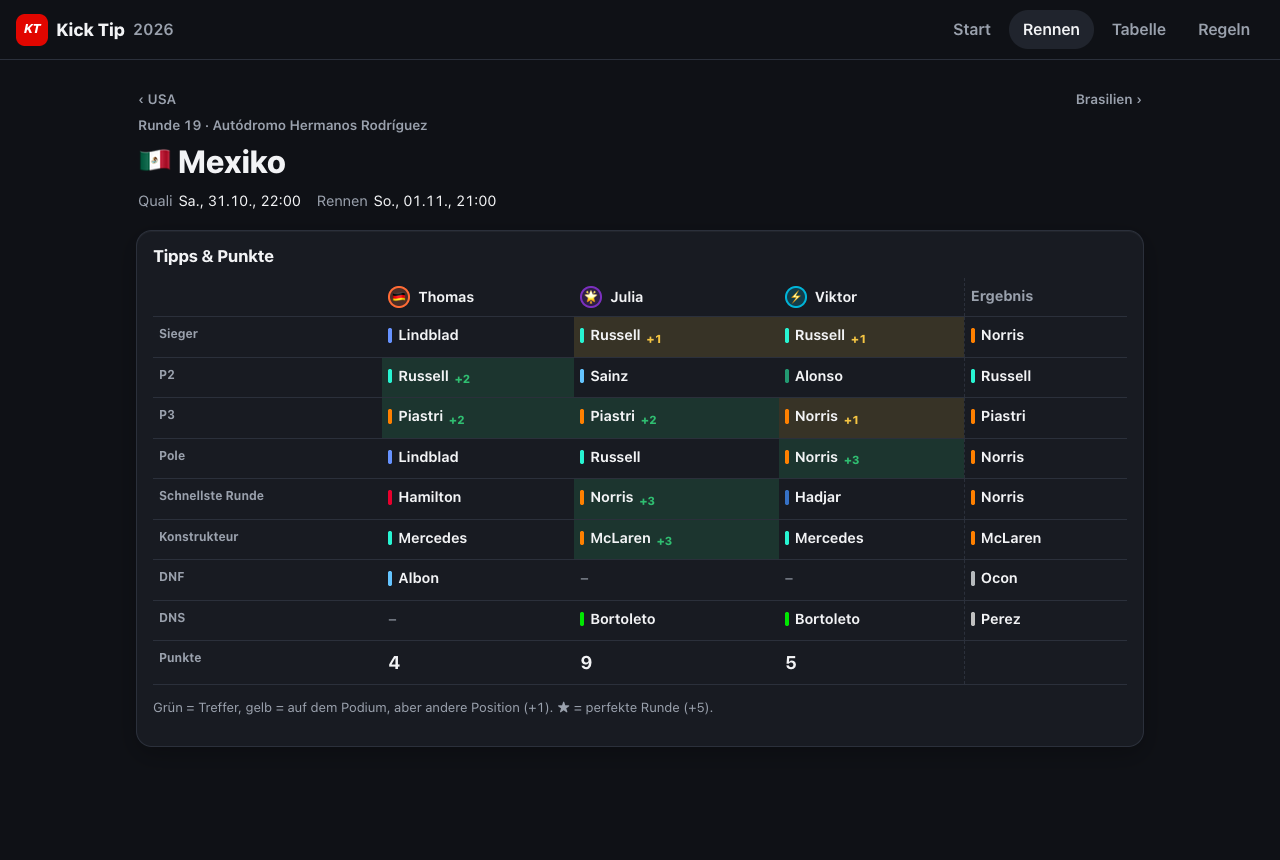 KT Kick Tip 2026 Start Rennen Tabelle Regeln
‹ USA Brasilien ›
Runde 19 · Autódromo Hermanos Rodríguez
Mexiko
Quali Sa., 31.10., 22:00 Rennen So., 01.11., 21:00
Tipps & Punkte
Thomas Julia Viktor Ergebnis
Sieger Lindblad Russell +1 Russell +1 Norris
P2 Russell +2 Sainz Alonso Russell
P3 Piastri +2 Piastri +2 Norris +1 Piastri
Pole Lindblad Russell Norris +3 Norris
Schnellste Runde Hamilton Norris +3 Hadjar Norris
Konstrukteur Mercedes McLaren +3 Mercedes McLaren
DNF Albon – – Ocon
DNS – Bortoleto Bortoleto Perez
Punkte 4 9 5
Grün = Treffer, gelb = auf dem Podium, aber andere Position (+1). ★ = perfekte Runde (+5).